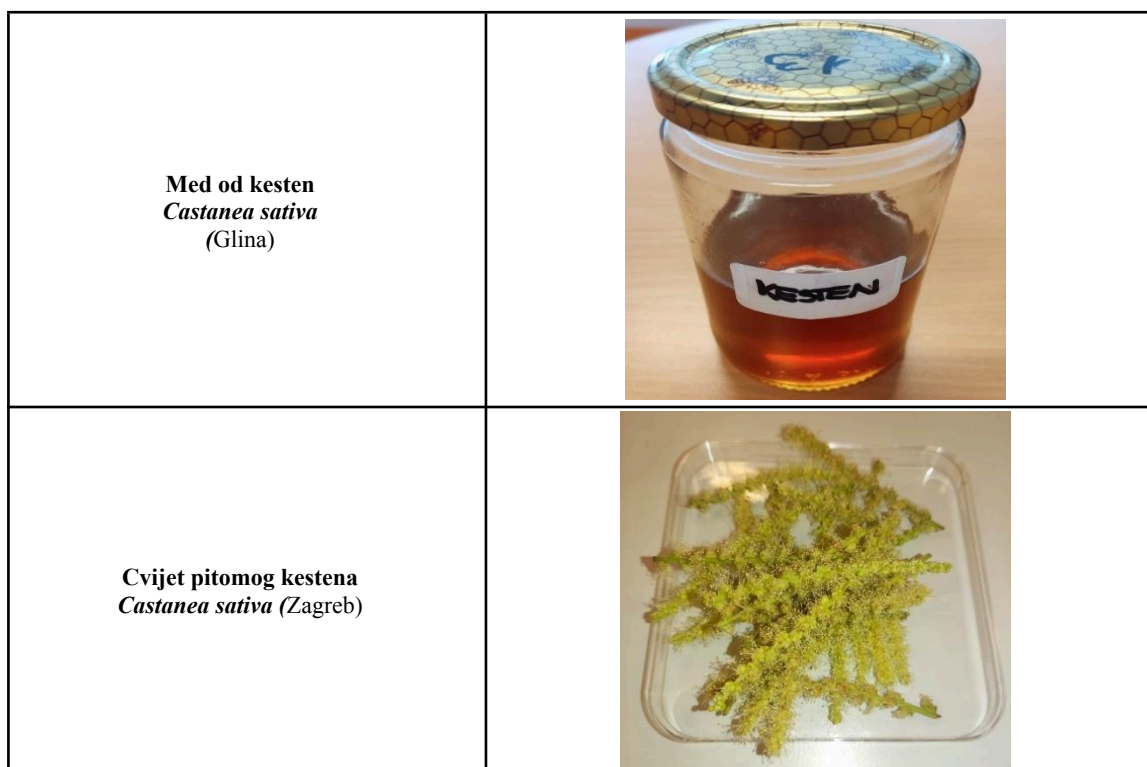 Med od kesten
Castanea sativa
(Glina)
KESTEN
Cvijet pitomog kestena
Castanea sativa (Zagreb)